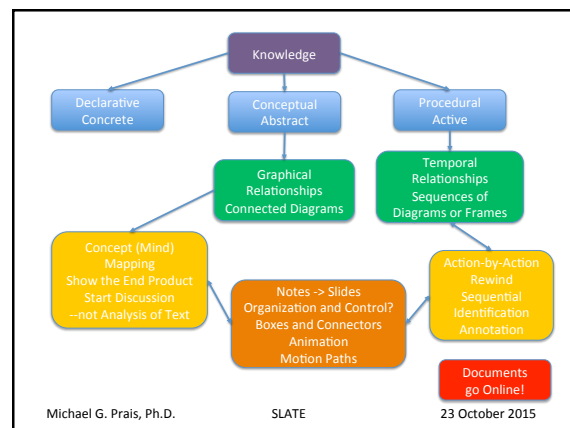 Knowledge
Declarative
Concrete
Conceptual
Abstract
Procedural
Active
Graphical
Relationships
Connected Diagrams
Temporal
Relationships
Sequences of
Diagrams or Frames
Concept (Mind)
Mapping
Show the End Product
Start Discussion
--not Analysis of Text
Notes -> Slides
Organization and Control?
Boxes and Connectors
Animation
Motion Paths
Action-by-Action
Rewind
Sequential
Identification
Annotation
Documents
go Online!
Michael G. Prais, Ph.D.
SLATE
23 October 2015